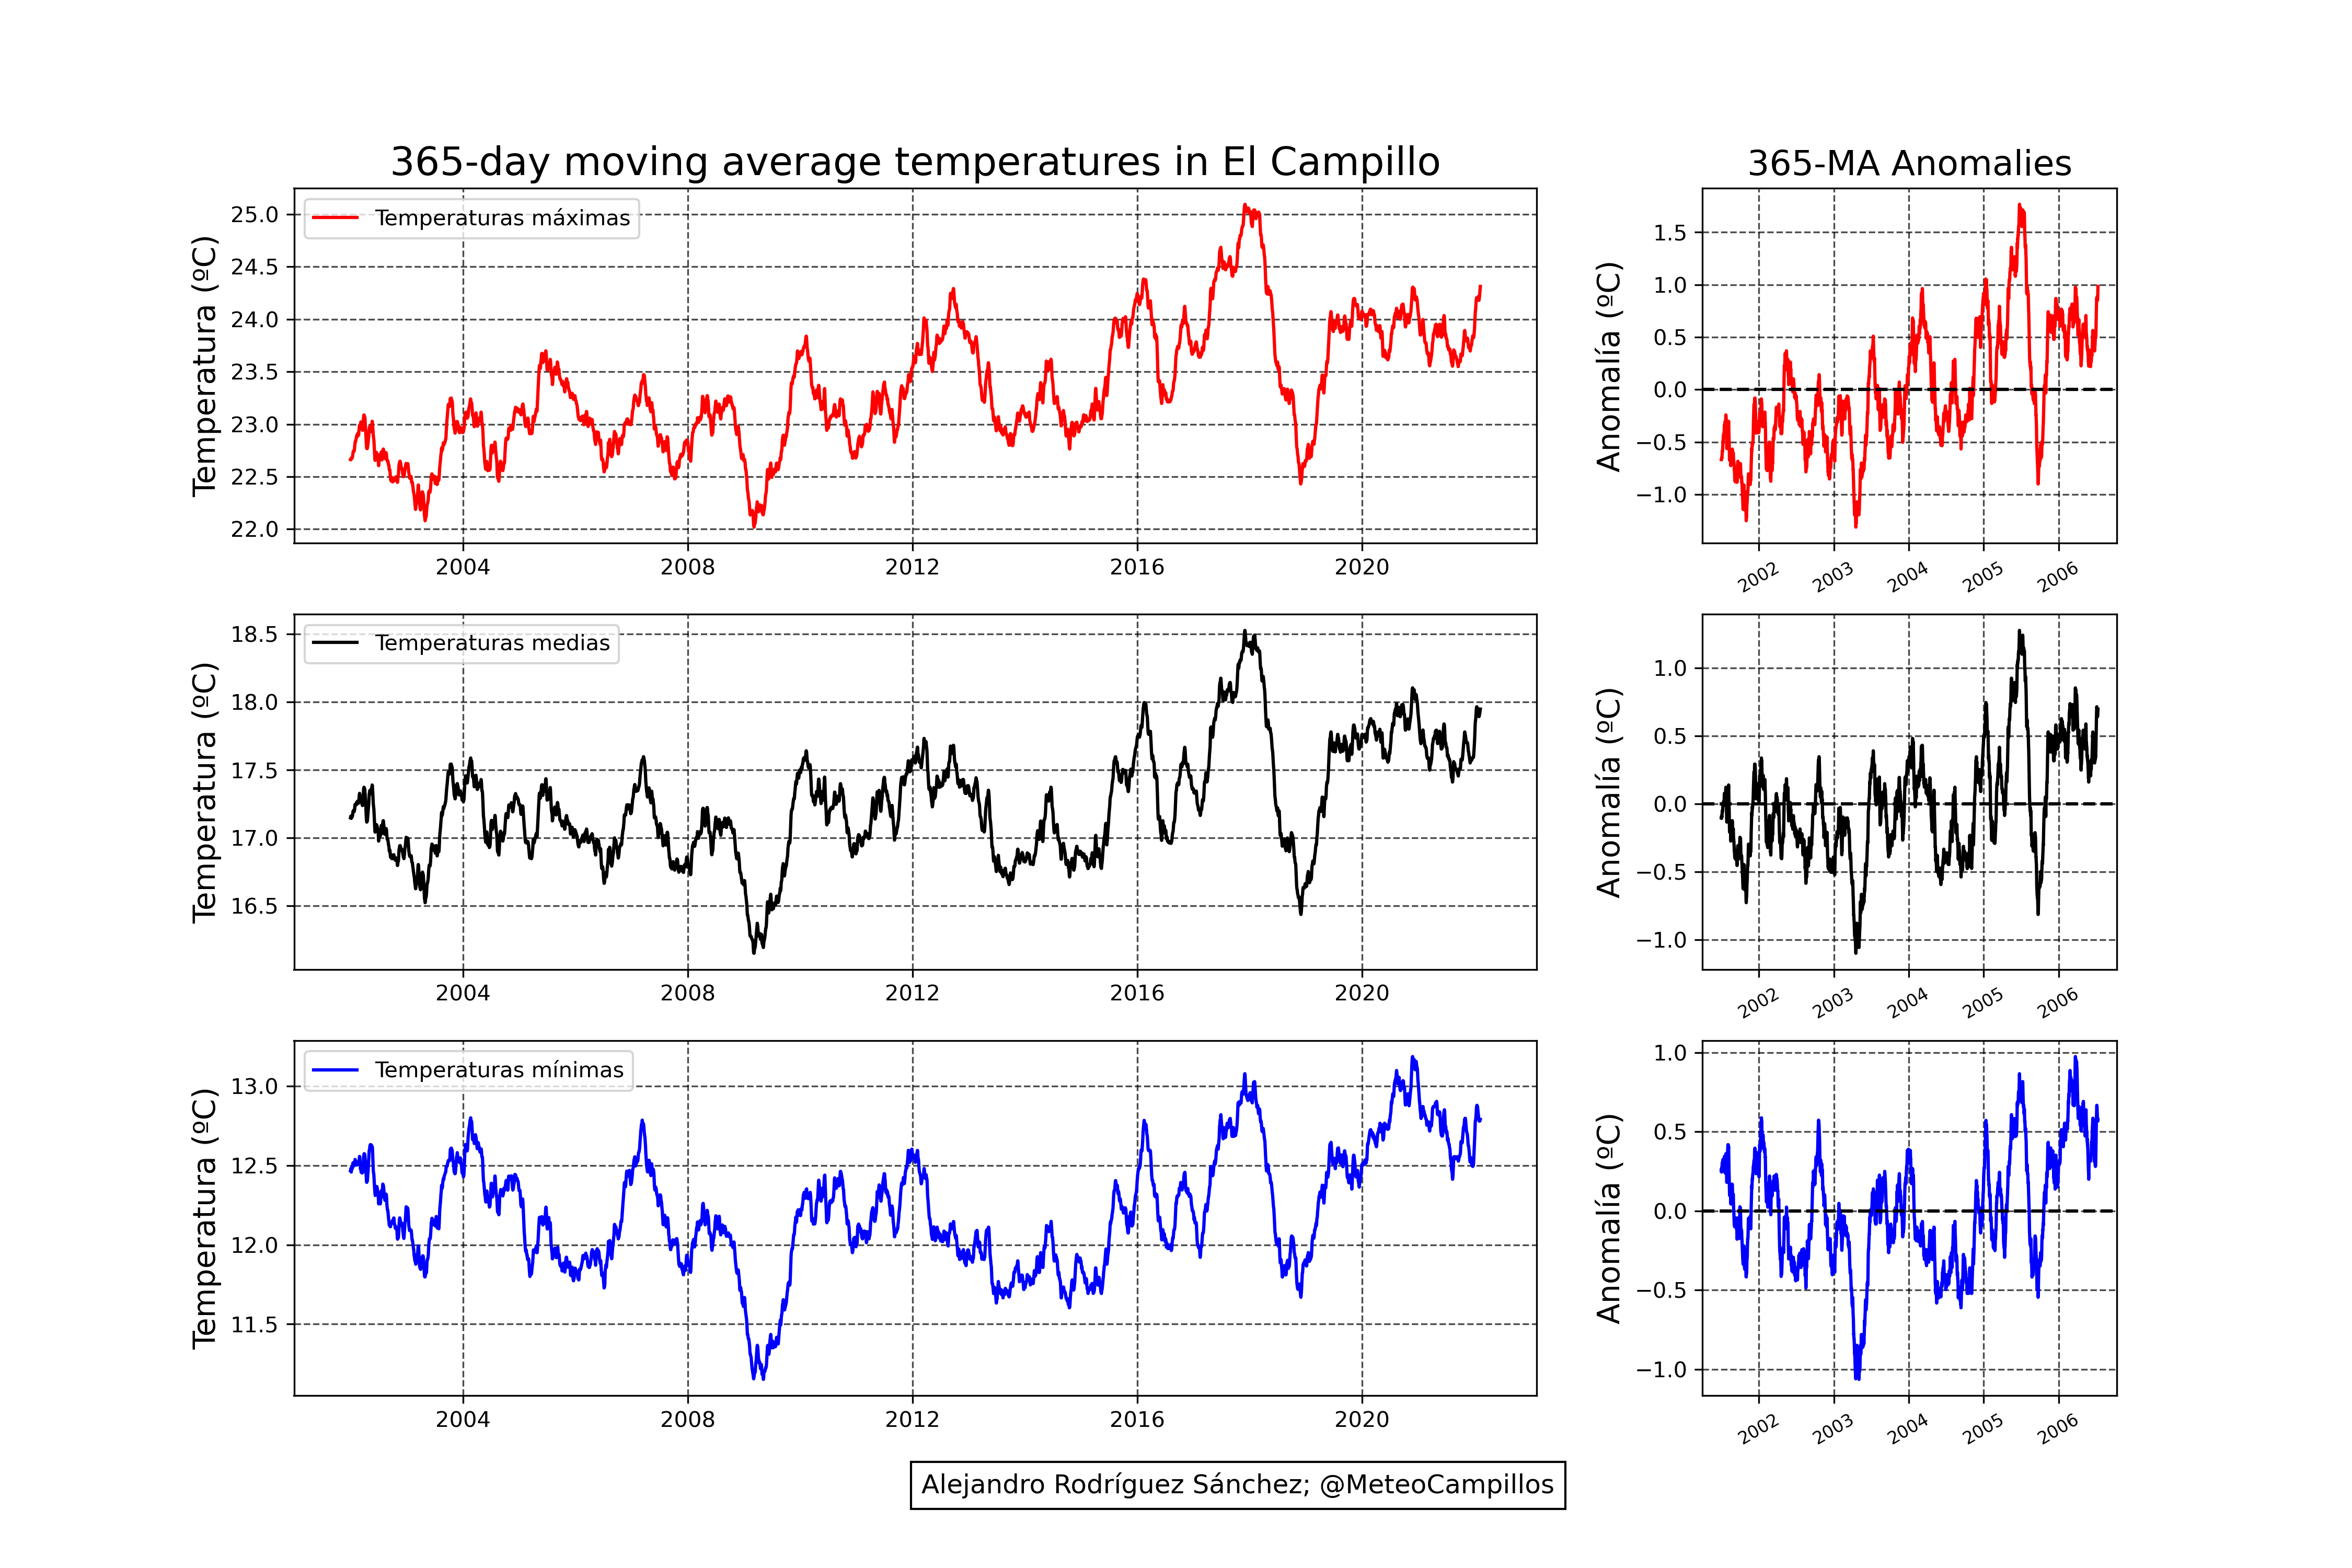 365-day moving average temperatures in El Campillo
365-MA Anomalies
Temperatura (ºC)
25.0
24.5
24.0
23.5
23.0
22.5
22.0
Temperaturas máximas
2004 2008 2012 2016 2020
Anomalía (ºC)
1.5
1.0
0.5
0.0
−0.5
−1.0
2002 2003 2004 2005 2006
Temperatura (ºC)
18.5
18.0
17.5
17.0
16.5
Temperaturas medias
2004 2008 2012 2016 2020
Anomalía (ºC)
1.0
0.5
0.0
−0.5
−1.0
2002 2003 2004 2005 2006
Temperatura (ºC)
13.0
12.5
12.0
11.5
Temperaturas mínimas
2004 2008 2012 2016 2020
Anomalía (ºC)
1.0
0.5
0.0
−0.5
−1.0
2002 2003 2004 2005 2006
Alejandro Rodríguez Sánchez; @MeteoCampillos